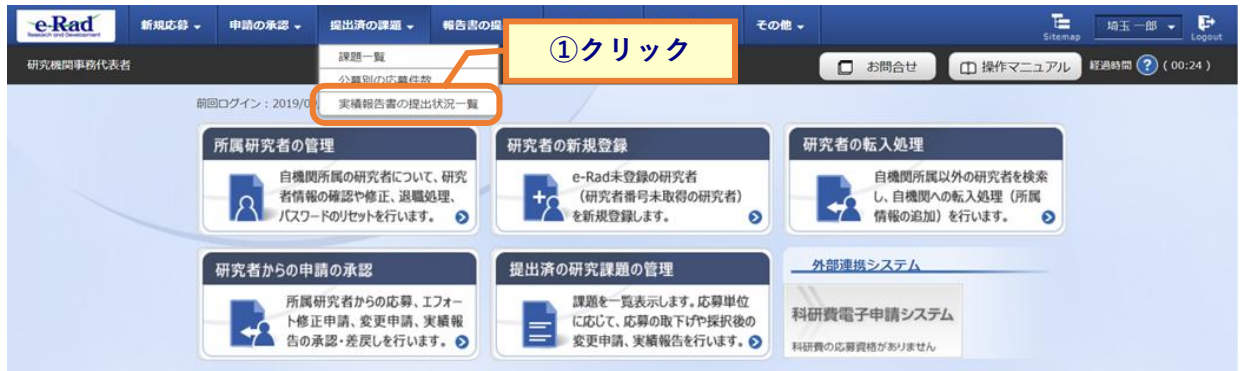 e-Rad
Research and Development
新規応募
申請の承認
提出済の課題
報告書の提
その他
Sitemap
埼玉 一郎
Logout
①クリック
研究機関事務代表者
課題一覧
公募別の応募件数
実績報告書の提出状況一覧
お問合せ
操作マニュアル
経過時間 ? ( 00:24 )
前回ログイン：2019/0
所属研究者の管理
自機関所属の研究者について、研究
者情報の確認や修正、退職処理、
パスワードのリセットを行います。
研究者の新規登録
e-Rad未登録の研究者
（研究者番号未取得の研究者）
を新規登録します。
研究者の転入処理
自機関所属以外の研究者を検索
し、自機関への転入処理（所属
情報の追加）を行います。
研究者からの申請の承認
所属研究者からの応募、エフォー
ト修正申請、変更申請、実績報
告の承認・差戻しを行います。
提出済の研究課題の管理
課題を一覧表示します。応募単位
に応じて、応募の取下げや採択後の
変更申請、実績報告を行います。
外部連携システム
科研費電子申請システム
科研費の応募資格がありません